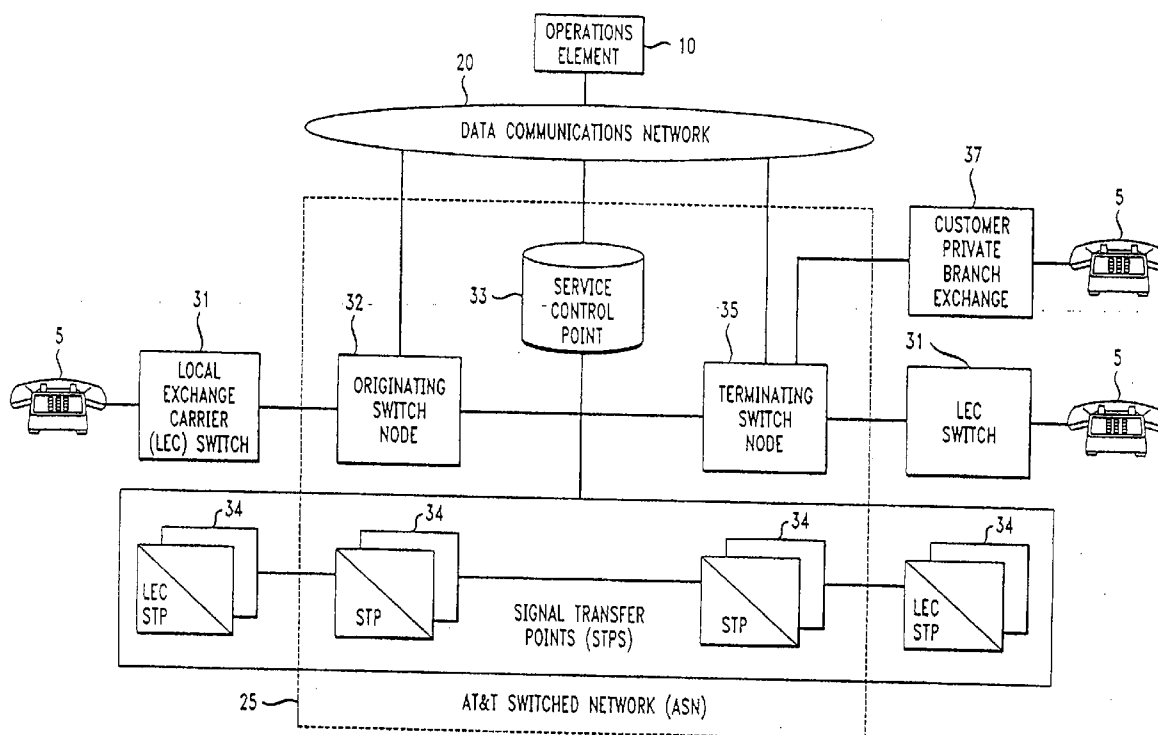 OPERATIONS
ELEMENT
10
20
DATA COMMUNICATIONS NETWORK
37
5
CUSTOMER
PRIVATE
BRANCH
EXCHANGE
33
SERVICE
CONTROL
POINT
31
32
35
31
5
5
LOCAL
EXCHANGE
CARRIER
(LEC) SWITCH
ORIGINATING
SWITCH
NODE
TERMINATING
SWITCH
NODE
LEC
SWITCH
34
34
34
34
LEC
STP
STP
SIGNAL TRANSFER
POINTS (STPS)
STP
LEC
STP
25
AT&T SWITCHED NETWORK (ASN)